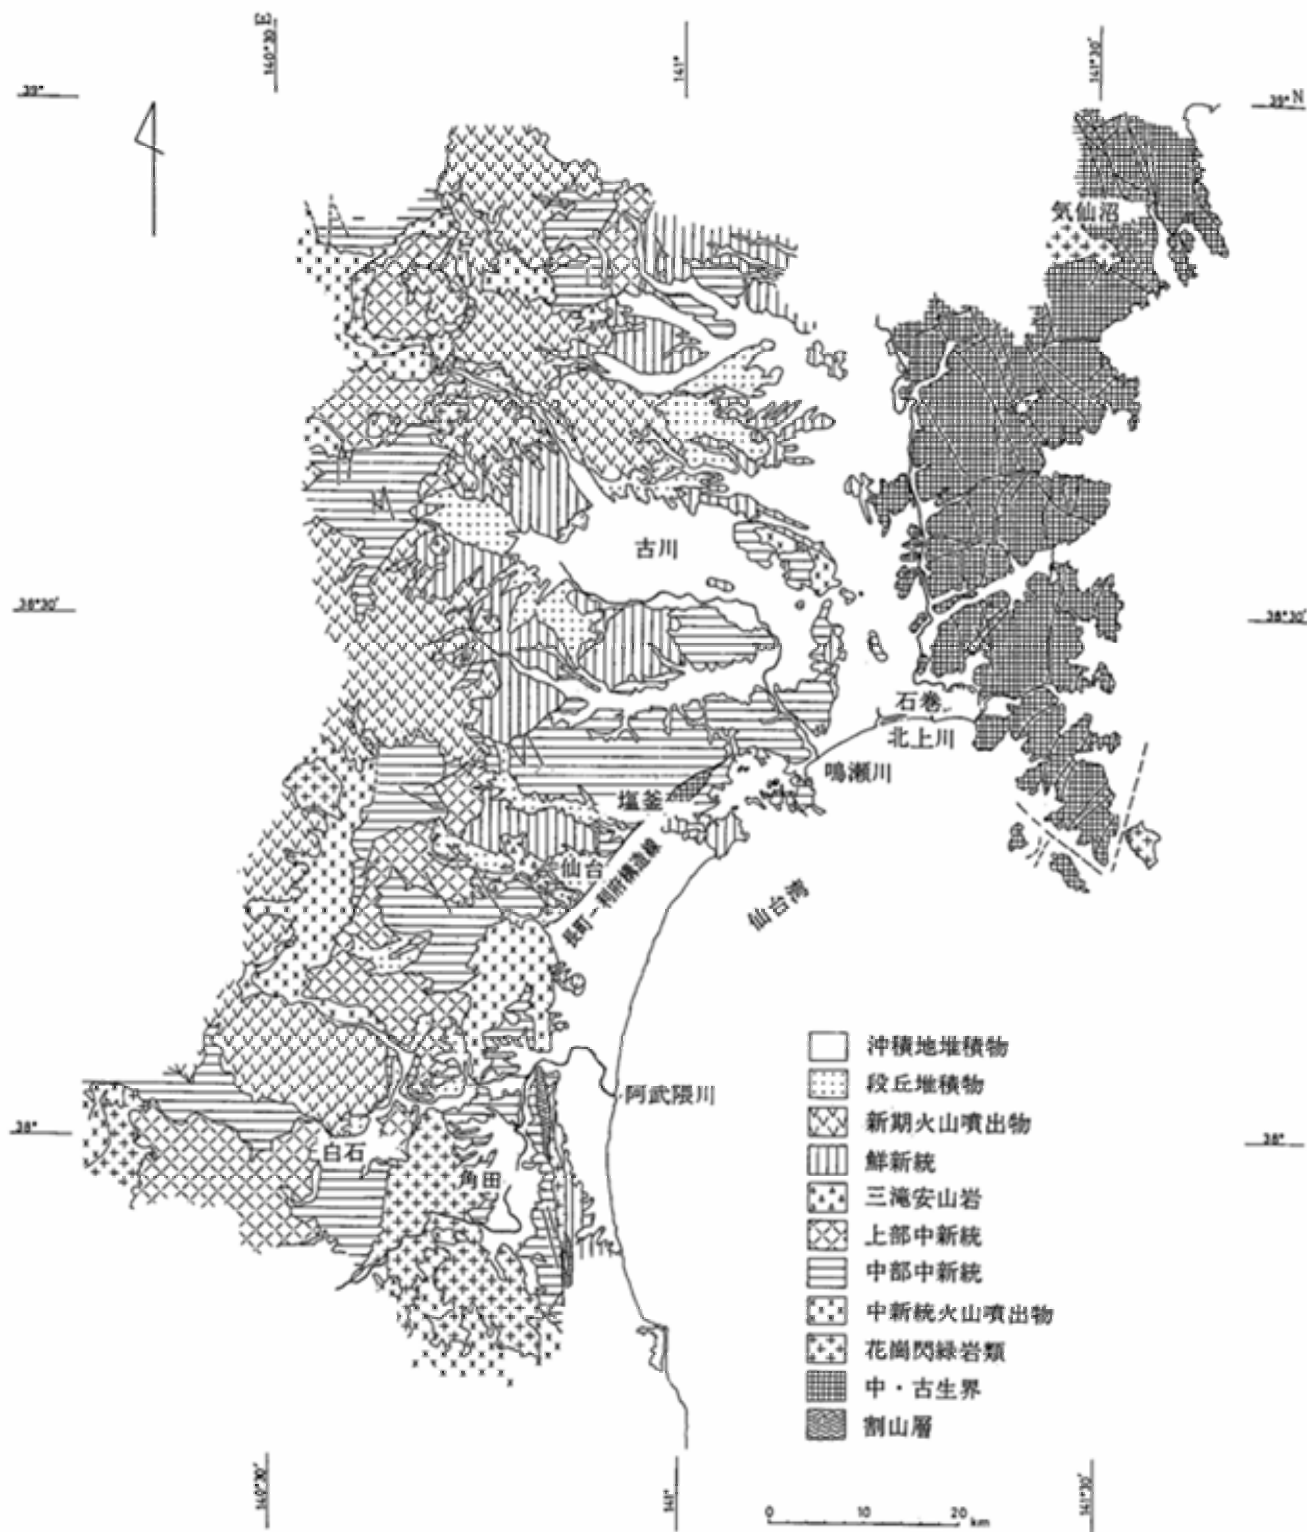 140°30' E
141°
141°30'
39°
39° N
気仙沼
古川
38°30'
38°30'
石巻
北上川
鳴瀬川
塩釜
仙台
長町-利府構造線
仙台湾
沖積地堆積物
段丘堆積物
阿武隈川
新期火山噴出物
38°
38°
白石
鮮新統
角田
三滝安山岩
上部中新統
中部中新統
中新統火山噴出物
花崗閃緑岩類
中・古生界
割山層
140°30'
141°
141°30'
0 10 20 km